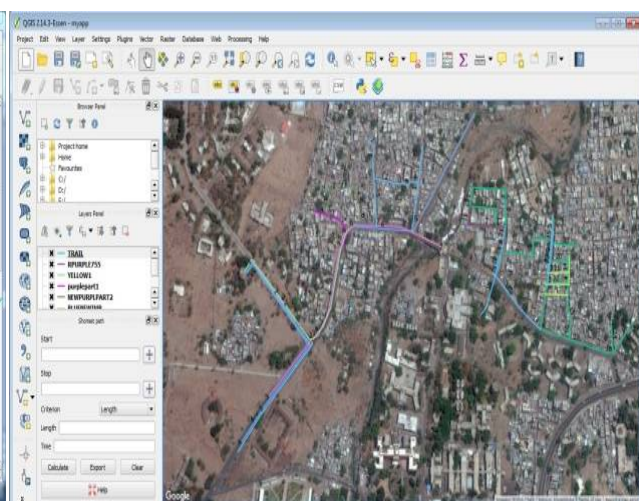 QGIS 2.14.3-Essen - myapp
Project Edit View Layer Settings Plugins Vector Raster Database Web Processing Help
Browser Panel
Project home
Home
Favourites
C:/
D:/
E:/
Layers Panel
TRAIL
RPURPLE755
YELLOW1
purplepart1
NEWPURPLEPART2
Shortest path
Start
Stop
Criterion
Length
Length
Time
Calculate
Export
Clear
Help
Google